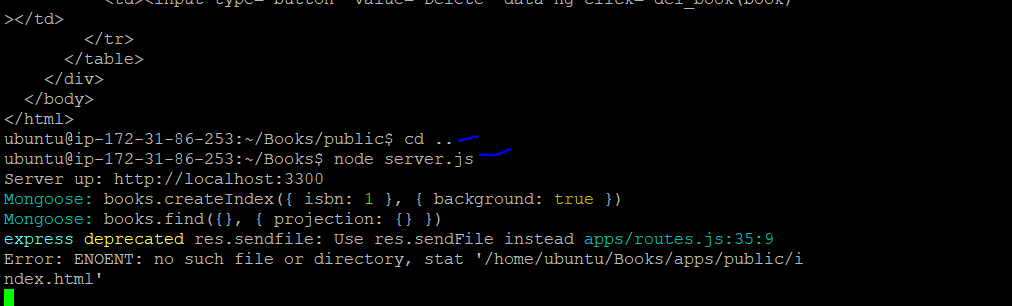 <td><input type="button" value="Delete" data-ng-click="del_book(book)"
></td>
</tr>
</table>
</div>
</body>
</html>
ubuntu@ip-172-31-86-253:~/Books/public$ cd ..
ubuntu@ip-172-31-86-253:~/Books$ node server.js
Server up: http://localhost:3300
Mongoose: books.createIndex({ isbn: 1 }, { background: true })
Mongoose: books.find({}, { projection: {} })
express deprecated res.sendfile: Use res.sendFile instead apps/routes.js:35:9
Error: ENOENT: no such file or directory, stat '/home/ubuntu/Books/apps/public/i
ndex.html'